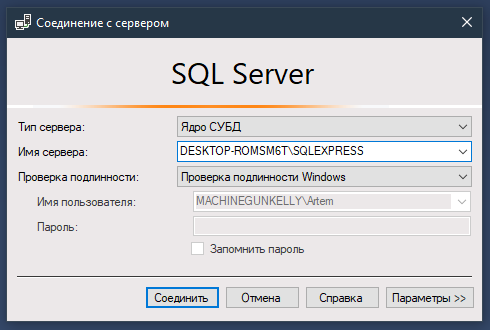 Соединение с сервером
SQL Server
Тип сервера: Ядро СУБД
Имя сервера: DESKTOP-ROMSM6T\SQLEXPRESS
Проверка подлинности: Проверка подлинности Windows
Имя пользователя: MACHINEGUNKELLY\Artem
Пароль:
Запомнить пароль
Соединить Отмена Справка Параметры >>